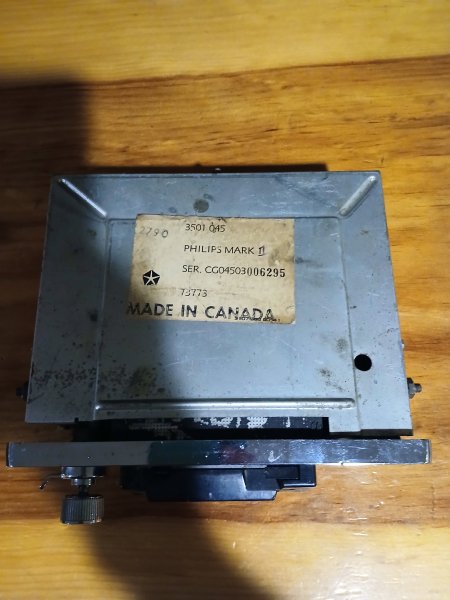 2790
3501 045
PHILIPS MARK II
SER. CG04503006295
73773
MADE IN CANADA